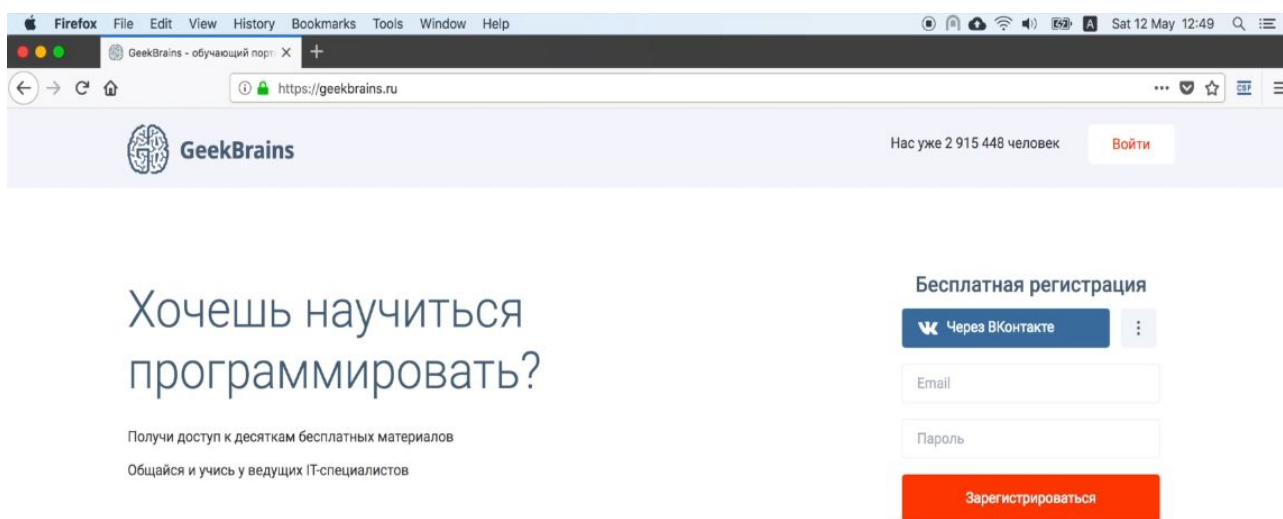 Firefox File Edit View History Bookmarks Tools Window Help Sat 12 May 12:49
GeekBrains - обучающий порт
https://geekbrains.ru
CSP
GeekBrains
Нас уже 2 915 448 человек
Войти
Хочешь научиться
программировать?
Получи доступ к десяткам бесплатных материалов
Общайся и учись у ведущих IT-специалистов
Бесплатная регистрация
Через ВКонтакте
Email
Пароль
Зарегистрироваться